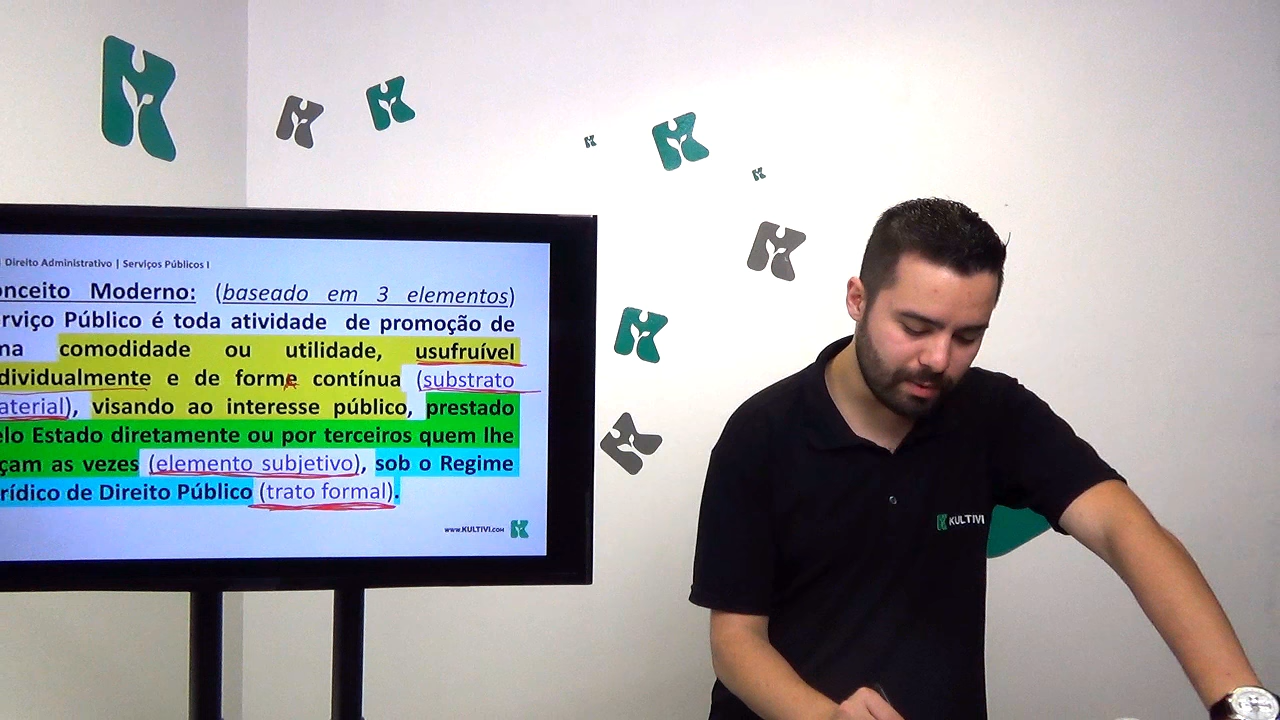 | Direito Administrativo | Serviços Públicos I
onceito Moderno: (baseado em 3 elementos)
rviço Público é toda atividade de promoção de
ma comodidade ou utilidade, usufruível
dividualmente e de forme contínua (substrato
aterial), visando ao interesse público, prestado
elo Estado diretamente ou por terceiros quem lhe
çam as vezes (elemento subjetivo), sob o Regime
rídico de Direito Público (trato formal).
www.KULTIVI.com
KULTIVI